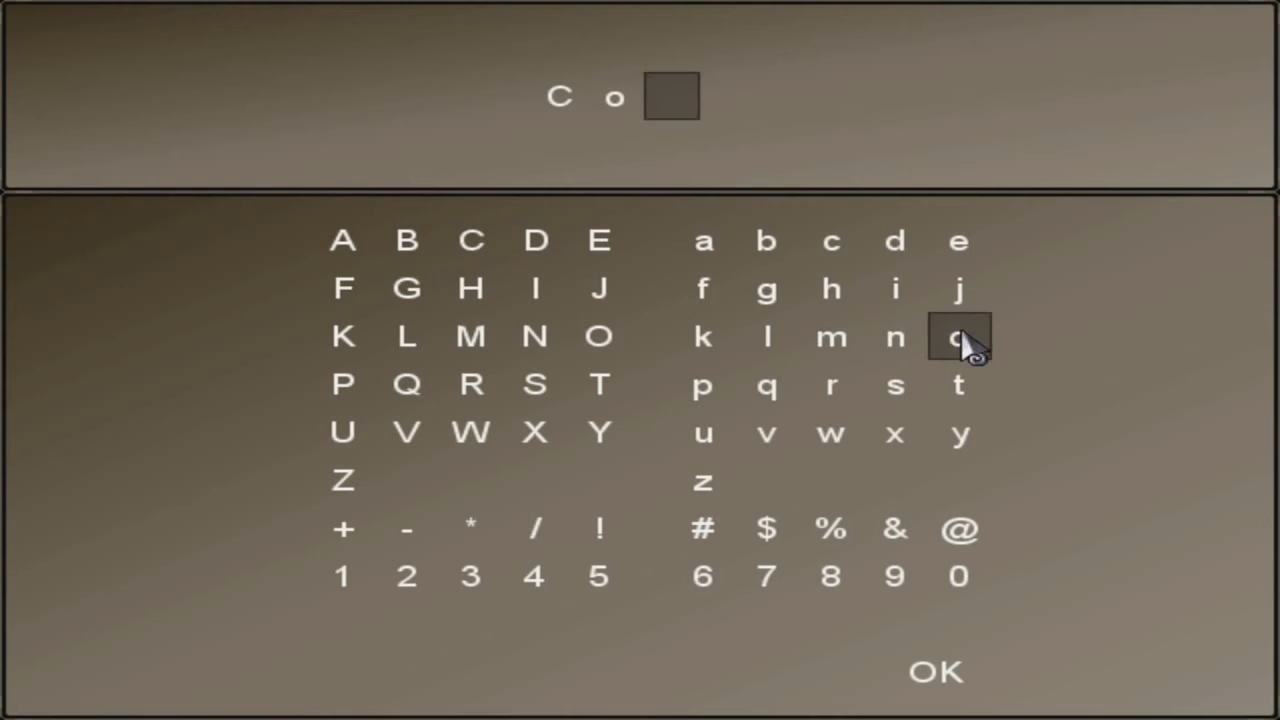 C o
A B C D E a b c d e
F G H I J f g h i j
K L M N O k l m n o
P Q R S T p q r s t
U V W X Y u v w x y
Z z
+ - * / ! # $ % & @
1 2 3 4 5 6 7 8 9 0
OK